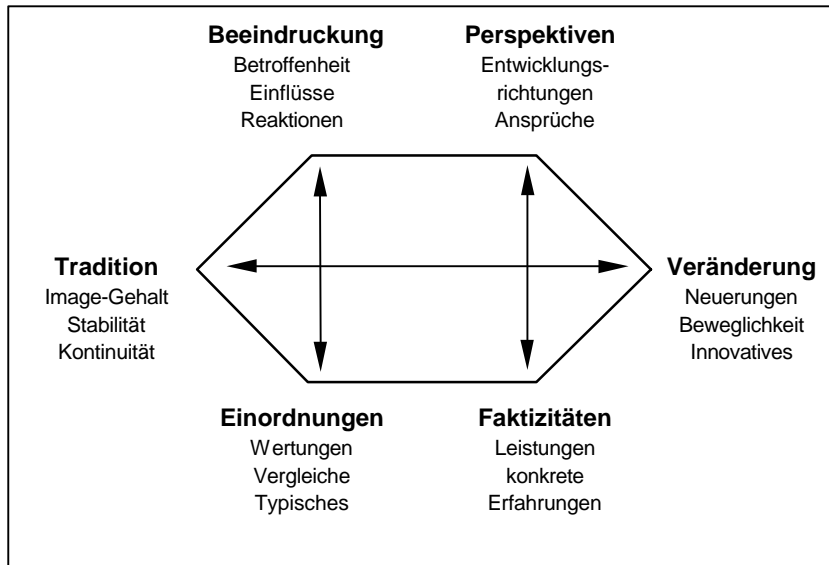 Beeindruckung
Betroffenheit
Einflüsse
Reaktionen
Perspektiven
Entwicklungs-
richtungen
Ansprüche
Tradition
Image-Gehalt
Stabilität
Kontinuität
Veränderung
Neuerungen
Beweglichkeit
Innovatives
Einordnungen
Wertungen
Vergleiche
Typisches
Faktizitäten
Leistungen
konkrete
Erfahrungen